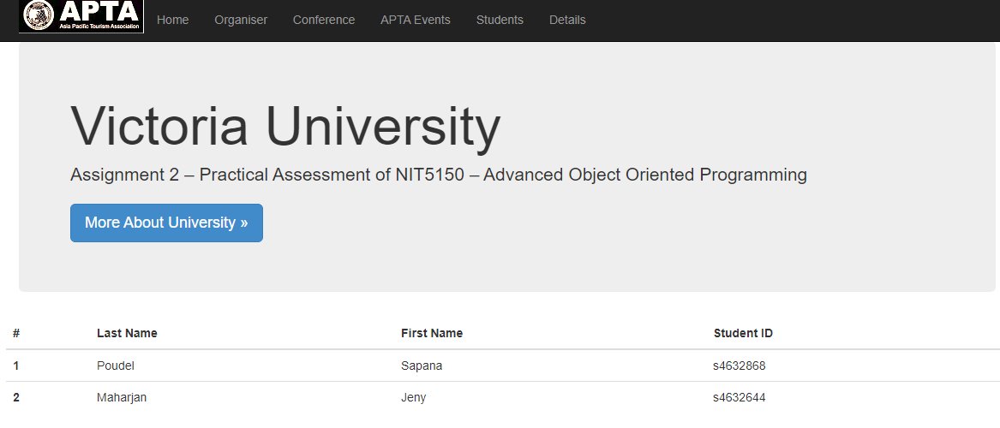 APTA
Asia Pacific Tourism Association
Home Organiser Conference APTA Events Students Details
Victoria University
Assignment 2 – Practical Assessment of NIT5150 – Advanced Object Oriented Programming
More About University »
# Last Name First Name Student ID
1 Poudel Sapana s4632868
2 Maharjan Jeny s4632644